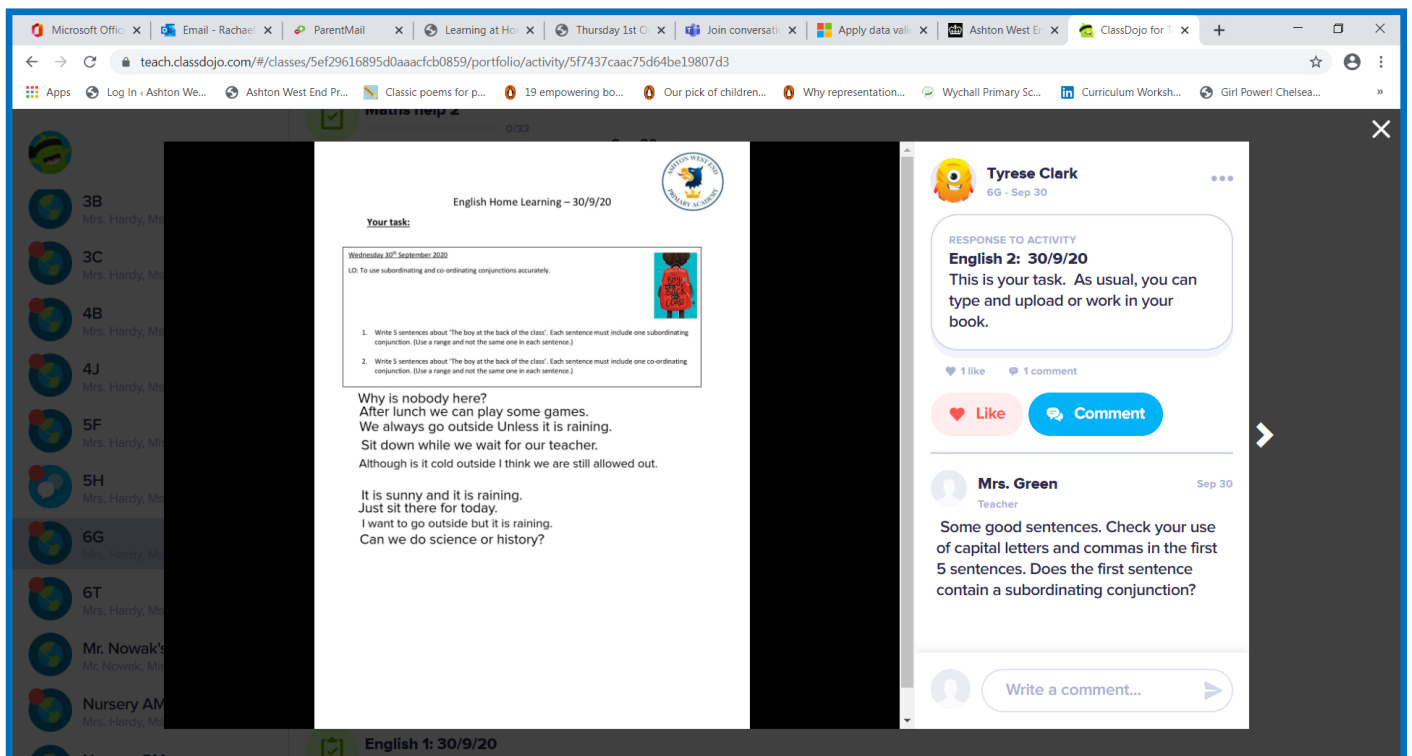 Microsoft Offic
Email - Rachae
ParentMail
Learning at Ho
Thursday 1st O
Join conversati
Apply data vali
Ashton West En
ClassDojo for T
teach.classdojo.com/#/classes/5ef29616895d0aaacfcb0859/portfolio/activity/5f7437caac75d64be19807d3
Apps
Log In ‹ Ashton We...
Ashton West End Pr...
Classic poems for p...
19 empowering bo...
Our pick of children...
Why representation...
Wychall Primary Sc...
Curriculum Worksh...
Girl Power! Chelsea...
»
Maths help 2
0/32
3B
Mrs. Hardy, Ms
3C
Mrs. Hardy, Ms
4B
Mrs. Hardy, Ms
4J
Mrs. Hardy, Ms
5F
Mrs. Hardy, Ms
5H
Mrs. Hardy, Ms
6G
Mrs. Hardy, Ms
6T
Mrs. Hardy, Ms
Mr. Nowak's
Mr. Nowak, Mis
Nursery AM
Mrs. Hardy, Ms
ASHTON WEST END
PRIMARY ACADEMY
English Home Learning – 30/9/20
Your task:
Wednesday 30th September 2020
LO: To use subordinating and co-ordinating conjunctions accurately.
1. Write 5 sentences about 'The boy at the back of the class'. Each sentence must include one subordinating
conjunction. (Use a range and not the same one in each sentence.)
2. Write 5 sentences about 'The boy at the back of the class'. Each sentence must include one co-ordinating
conjunction. (Use a range and not the same one in each sentence.)
Why is nobody here?
After lunch we can play some games.
We always go outside Unless it is raining.
Sit down while we wait for our teacher.
Although is it cold outside I think we are still allowed out.
It is sunny and it is raining.
Just sit there for today.
I want to go outside but it is raining.
Can we do science or history?
Tyrese Clark
6G - Sep 30
RESPONSE TO ACTIVITY
English 2: 30/9/20
This is your task. As usual, you can
type and upload or work in your
book.
1 like
1 comment
Like
Comment
Mrs. Green
Sep 30
Teacher
Some good sentences. Check your use
of capital letters and commas in the first
5 sentences. Does the first sentence
contain a subordinating conjunction?
Write a comment...
English 1: 30/9/20